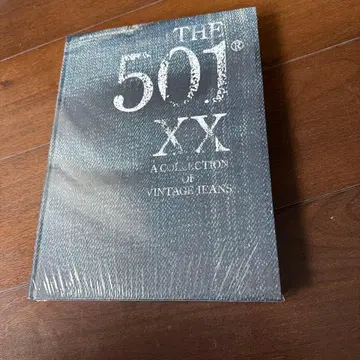 THE
501®
XX
A COLLECTION
OF
VINTAGE JEANS